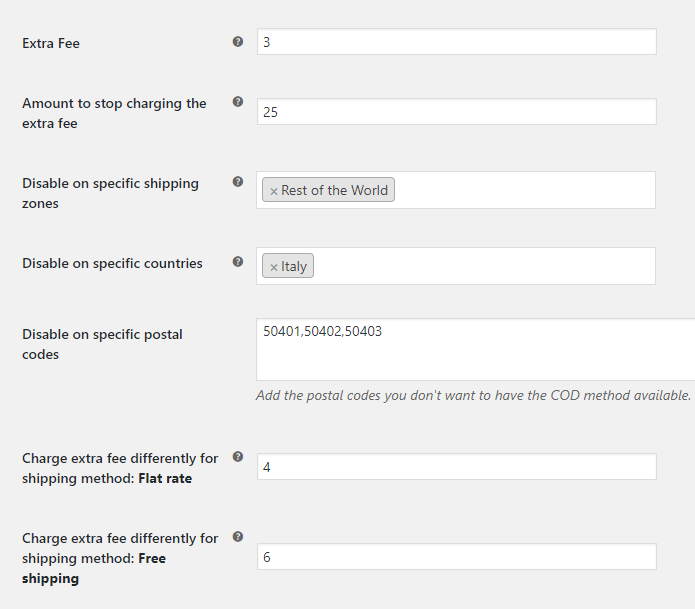 Extra Fee
3
Amount to stop charging the
extra fee
25
Disable on specific shipping
zones
× Rest of the World
Disable on specific countries
× Italy
Disable on specific postal
codes
50401,50402,50403
Add the postal codes you don't want to have the COD method available.
Charge extra fee differently for
shipping method: Flat rate
4
Charge extra fee differently for
shipping method: Free
shipping
6